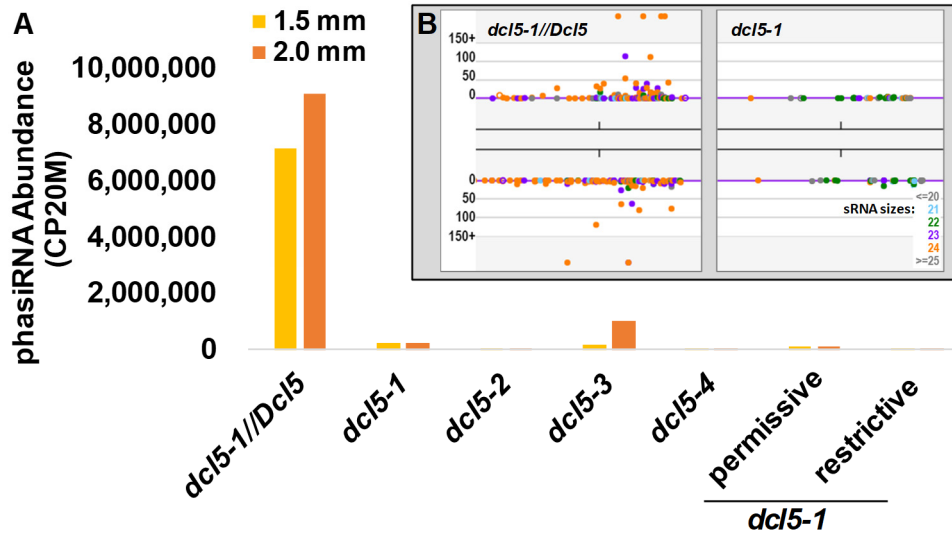 A
1.5 mm
2.0 mm
phasiRNA Abundance
(CP20M)
10,000,000
8,000,000
6,000,000
4,000,000
2,000,000
0
dcl5-1//Dcl5
dcl5-1
dcl5-2
dcl5-3
dcl5-4
permissive
restrictive
dcl5-1
B
dcl5-1//Dcl5
150+
100
50
0
0
50
100
150+
dcl5-1
<=20
sRNA sizes: 21
22
23
24
>=25